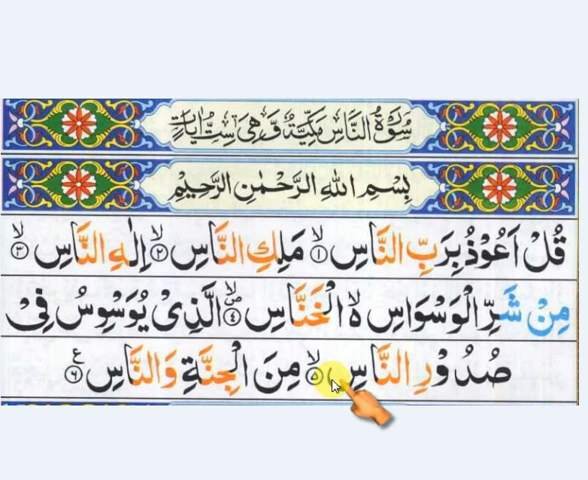 سُوْرَةُ النَّاسِ مَكِّيَّةٌ وَّهِیَ سِتُّ اٰيَاتٍ
بِسْمِ اللّٰهِ الرَّحْمٰنِ الرَّحِيْمِ
قُلْ اَعُوْذُ بِرَبِّ النَّاسِ ۙ﴿۱﴾ مَلِكِ النَّاسِ ۙ﴿۲﴾ اِلٰهِ النَّاسِ ۙ﴿۳﴾
مِنْ شَرِّ الْوَسْوَاسِ ۙ۬ الْخَنَّاسِ ۪ۙ﴿۴﴾ الَّذِیْ يُوَسْوِسُ فِیْ
صُدُوْرِ النَّاسِ ۙ﴿۵﴾ مِنَ الْجِنَّةِ وَالنَّاسِ ﴿۶﴾ ع